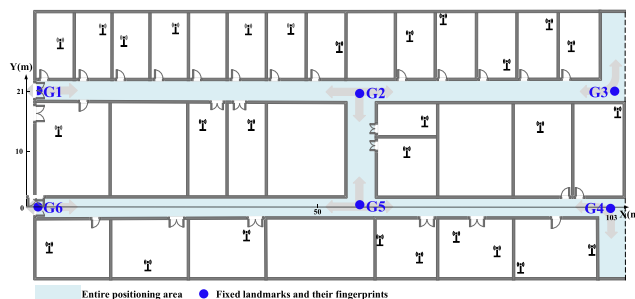 Y(m)
21
G1
G2
G3
10
0
G6
50
G5
G4
X(m
103
Entire positioning area
Fixed landmarks and their fingerprints